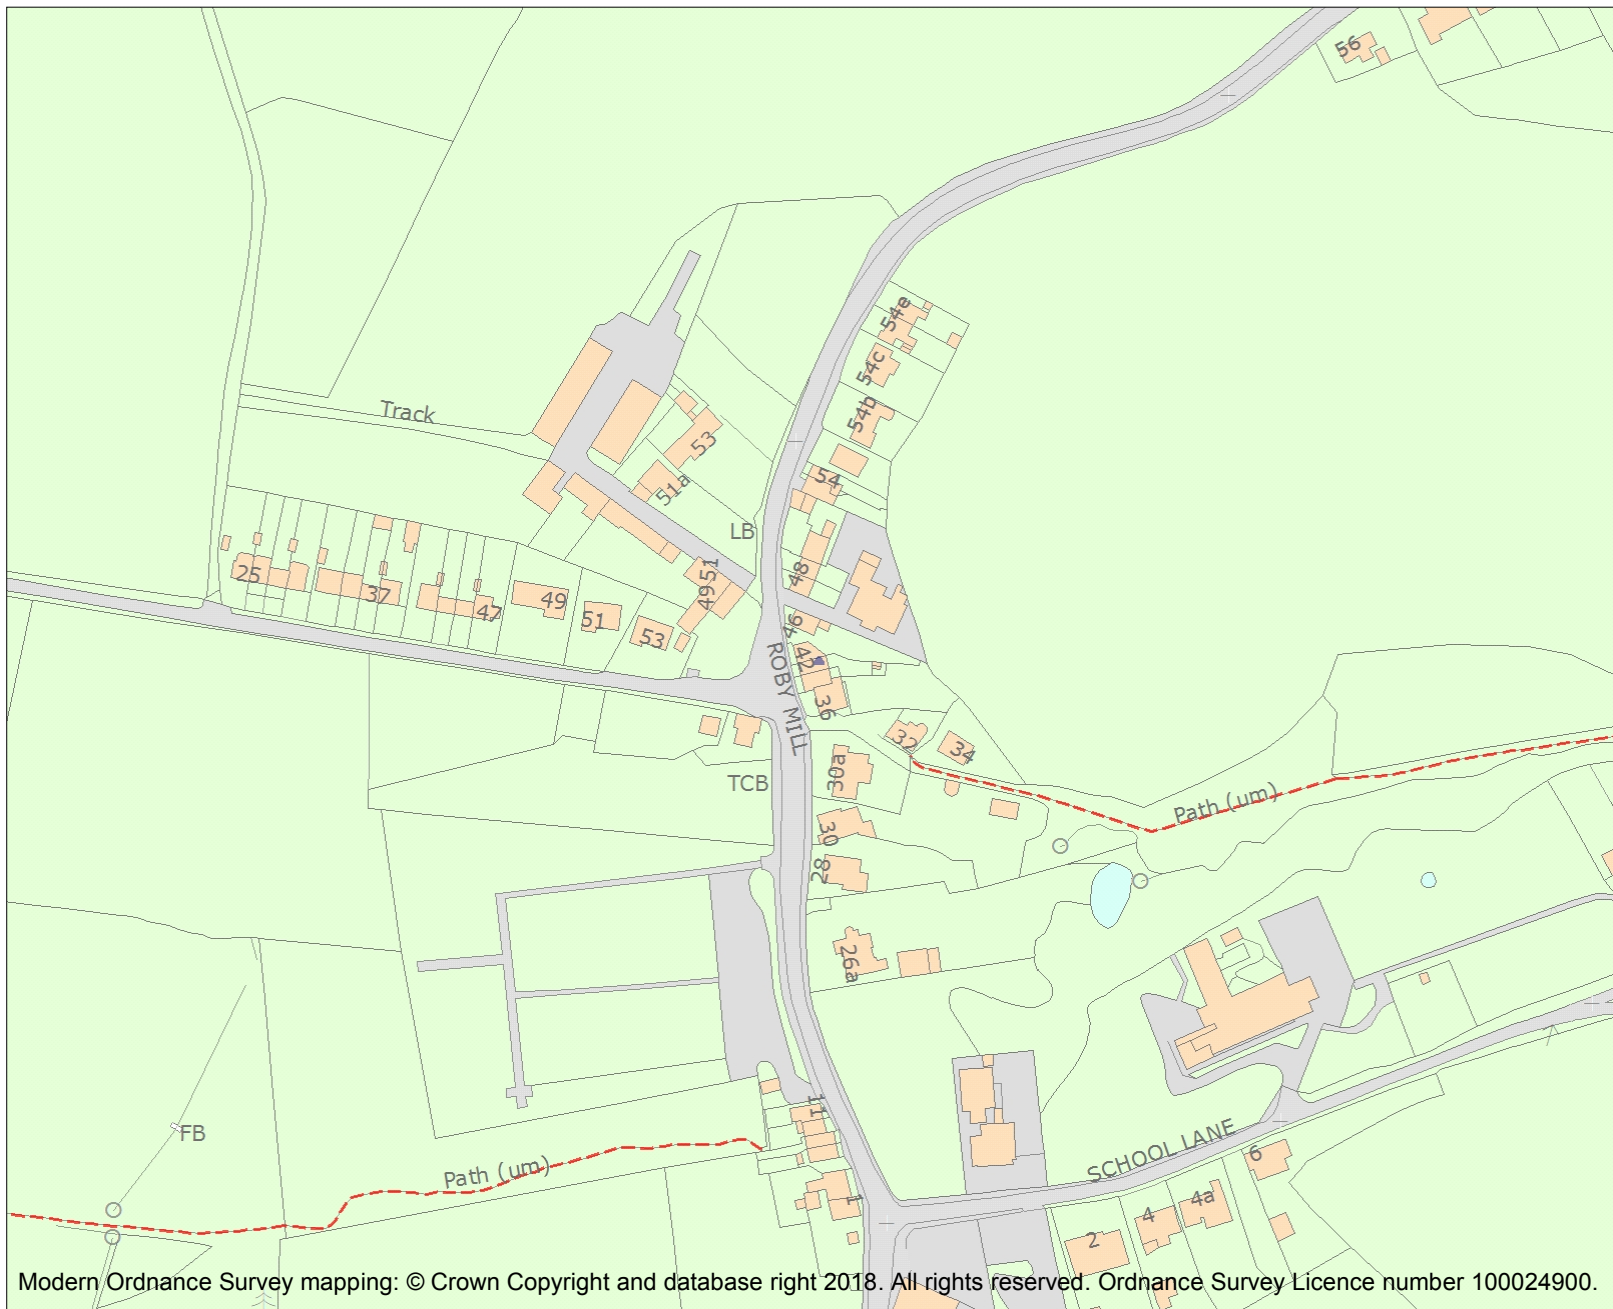 56
54e
54c
Track
54b
53
54
51a
LB
25
37
47
49
51
53
49
51
48
46
42
ROBY MILL
36
32
34
30a
TCB
Path (um)
30
28
26a
11
FB
Path (um)
SCHOOL LANE
6
1
4a
4
2
Modern Ordnance Survey mapping: © Crown Copyright and database right 2018. All rights reserved. Ordnance Survey Licence number 100024900.